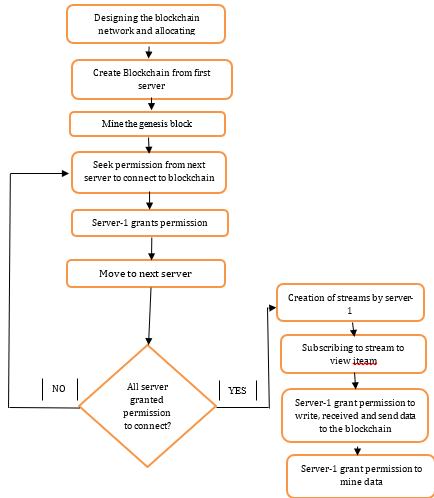 Designing the blockchain
network and allocating
Create Blockchain from first
server
Mine the genesis block
Seek permission from next
server to connect to blockchain
Server-1 grants permission
Move to next server
All server
granted
permission
to connect?
NO
YES
Creation of streams by server-
1
Subscribing to stream to
view iteam
Server-1 grant permission to
write, received and send data
to the blockchain
Server-1 grant permission to
mine data